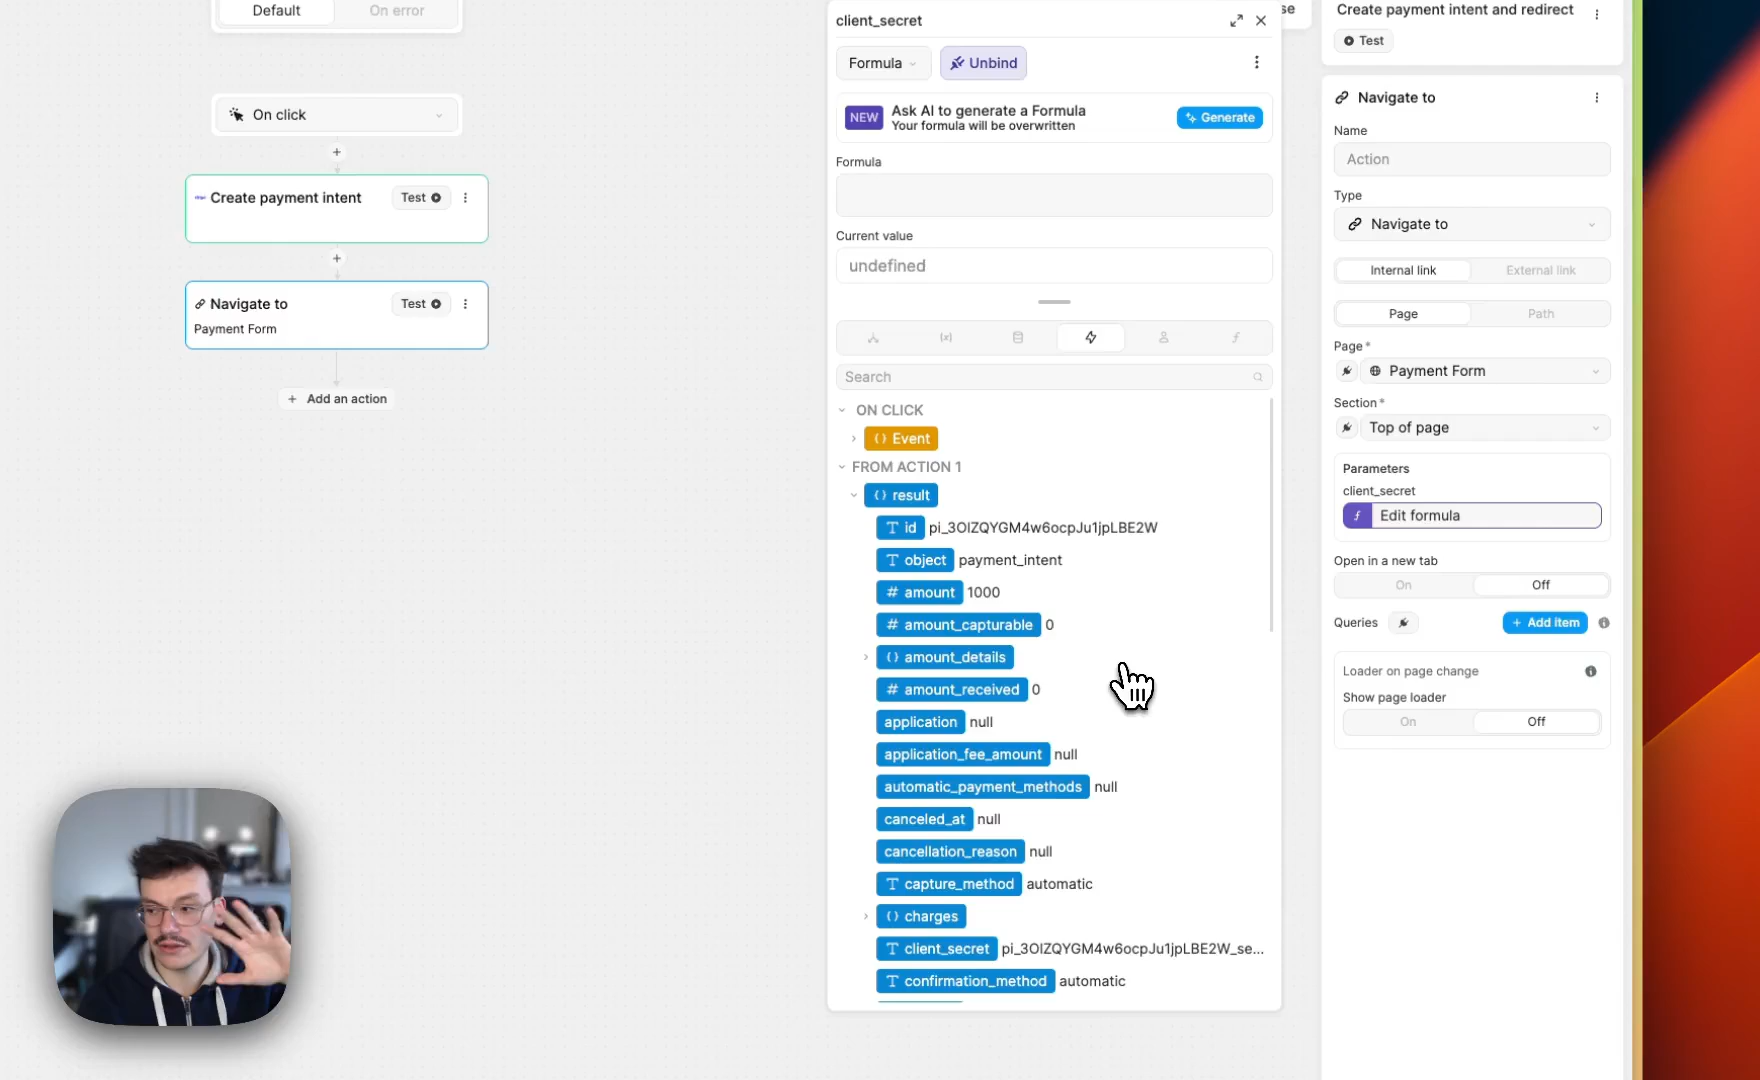 Default
On error
On click
Create payment intent
Test
Navigate to
Test
Payment Form
Add an action
client_secret
Formula
Unbind
NEW
Ask AI to generate a Formula
Your formula will be overwritten
Generate
Formula
Current value
undefined
Search
ON CLICK
Event
FROM ACTION 1
result
id pi_3OIZQYGM4w6ocpJu1jpLBE2W
object payment_intent
# amount 1000
# amount_capturable 0
amount_details
# amount_received 0
application null
application_fee_amount null
automatic_payment_methods null
canceled_at null
cancellation_reason null
capture_method automatic
charges
client_secret pi_3OIZQYGM4w6ocpJu1jpLBE2W_se...
confirmation_method automatic
se
Create payment intent and redirect
Test
Navigate to
Name
Action
Type
Navigate to
Internal link
External link
Page
Path
Page *
Payment Form
Section *
Top of page
Parameters
client_secret
Edit formula
Open in a new tab
On
Off
Queries
+ Add item
Loader on page change
Show page loader
On
Off